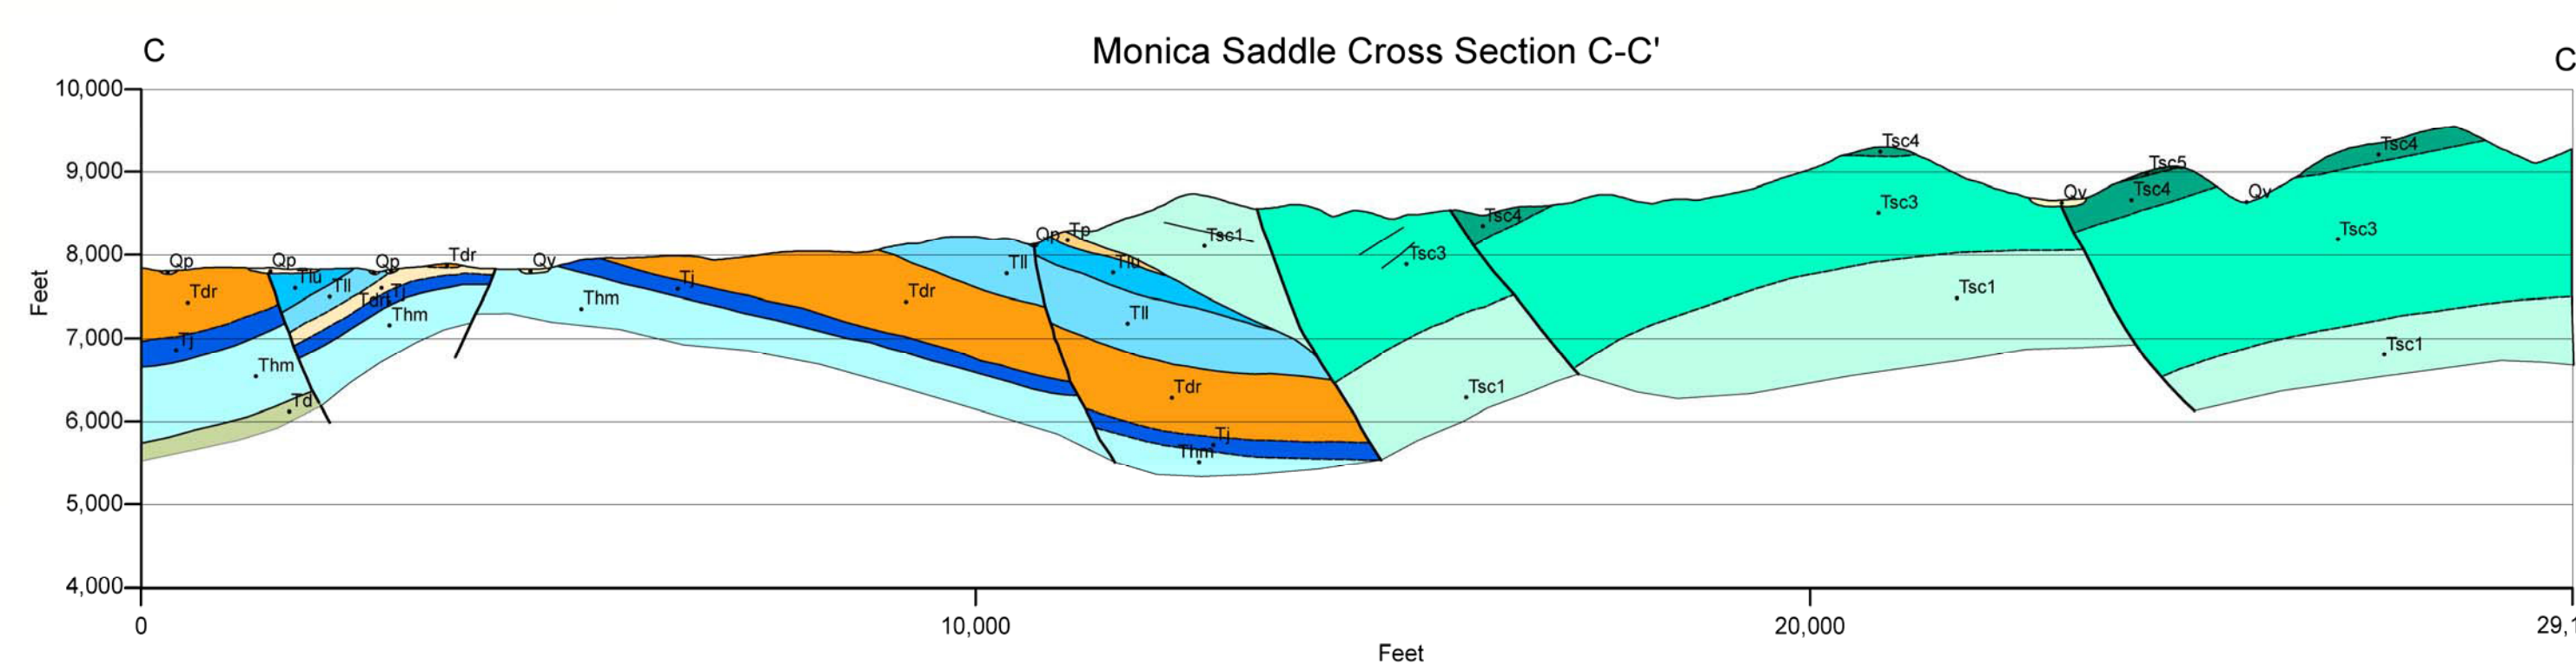 C
Monica Saddle Cross Section C-C'
C
10,000
9,000
8,000
7,000
6,000
5,000
4,000
Feet
Qp
Tdr
Tj
Thm
Td
Qp
Tlu
Tll
Qp
Tdr
Tj
Thm
Tdr
Qv
Thm
Tj
Tdr
Tll
Qp
Tp
Tlu
Tll
Tdr
Tj
Thm
Tsc1
Tsc3
Tsc1
Tsc4
Tsc4
Tsc3
Tsc1
Qv
Tsc5
Tsc4
Qv
Tsc4
Tsc3
Tsc1
0
10,000
20,000
29,1
Feet